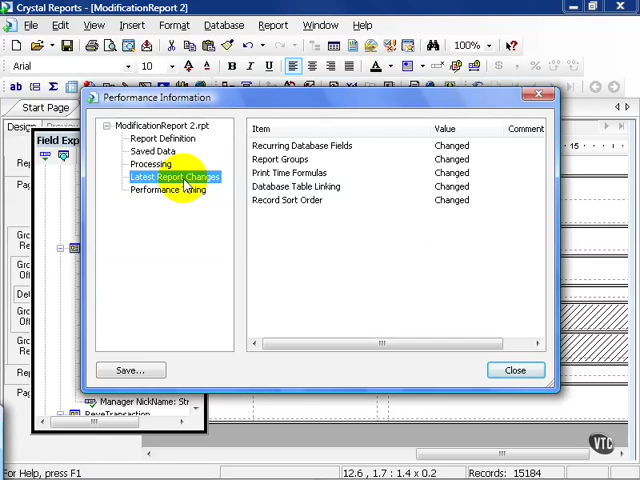 Crystal Reports - [ModificationReport 2]
File Edit View Insert Format Database Report Window Help
100%
Arial 10 B I U A
ab
Start Page
Performance Information
Design
Field Exp
ModificationReport 2.rpt
Report Definition
Saved Data
Processing
Latest Report Changes
Performance Timing
Item Value Comment
Recurring Database Fields Changed
Report Groups Changed
Print Time Formulas Changed
Database Table Linking Changed
Record Sort Order Changed
15
Save...
Close
Manager NickName: Str
ReveTransaction
VTC
For Help, press F1
12.6 , 1.7 : 1.4 x 0.2
Records: 15184